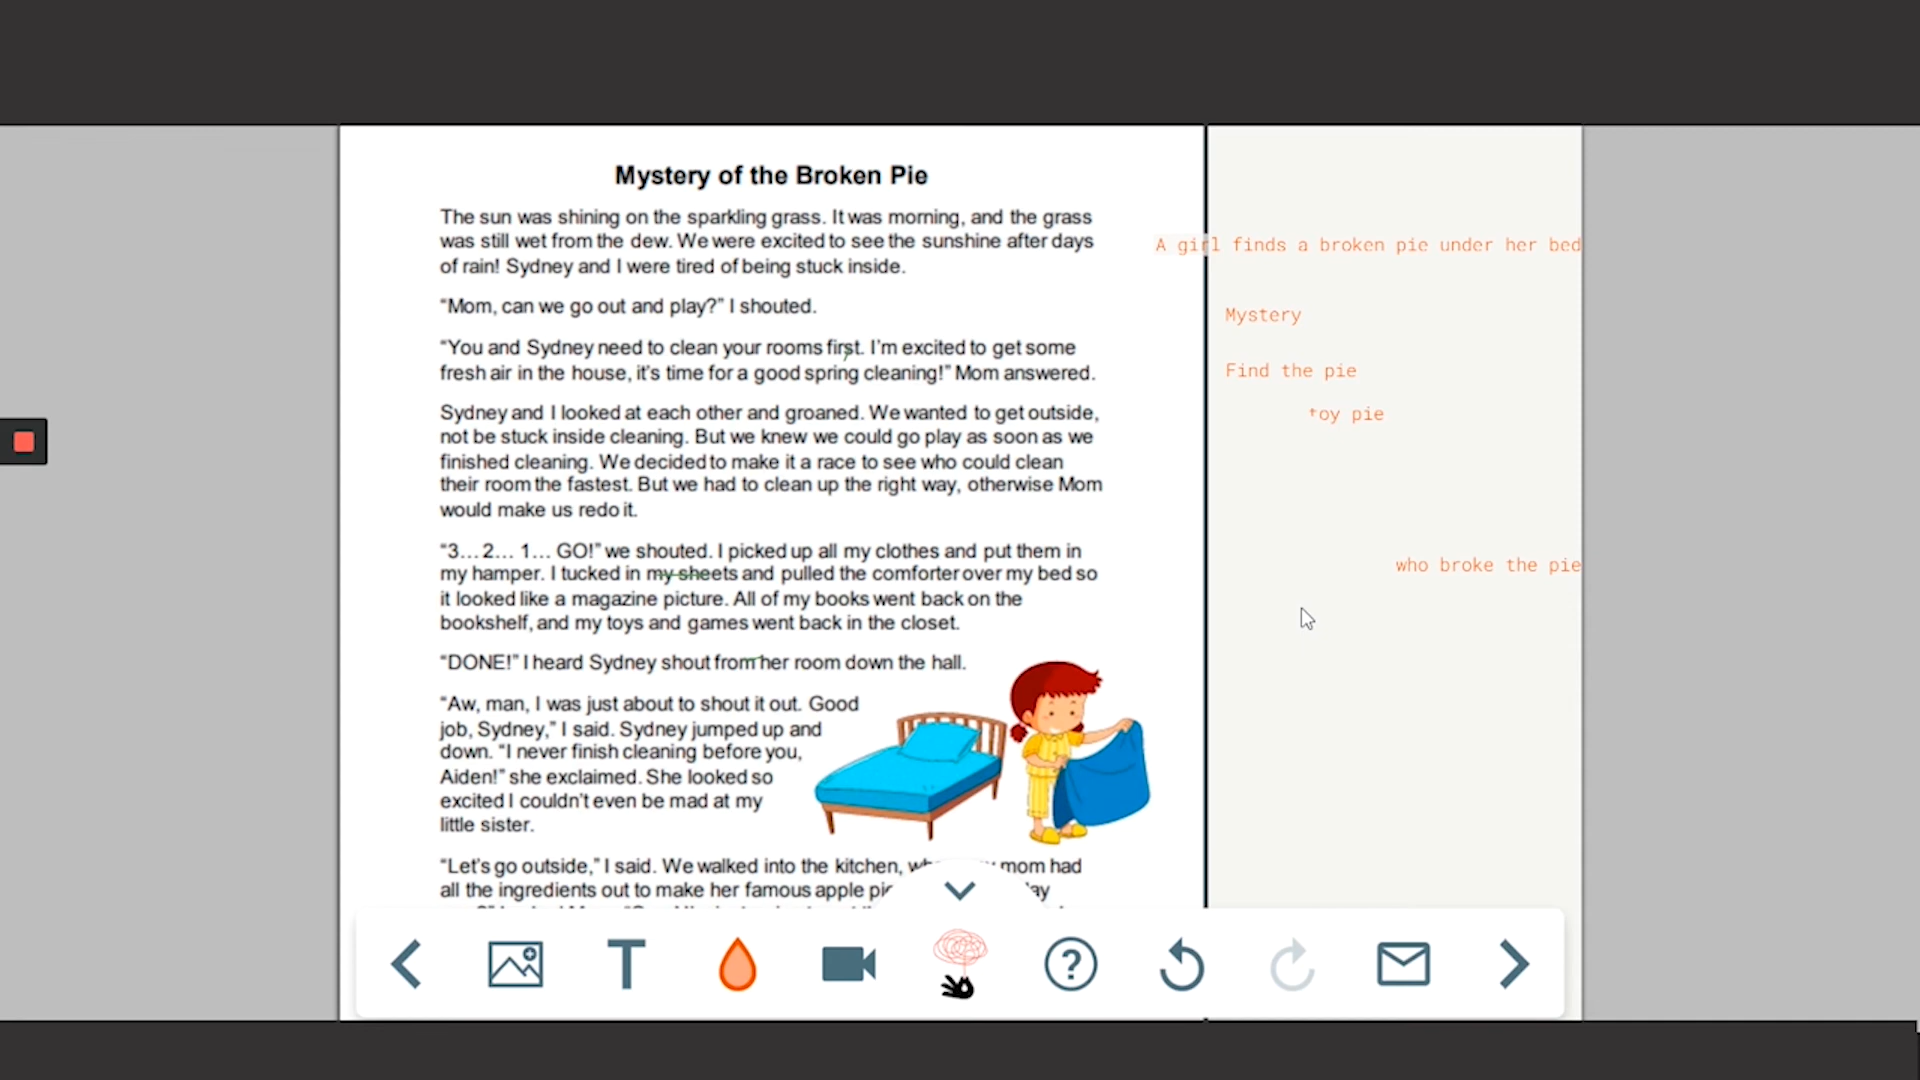 Mystery of the Broken Pie
The sun was shining on the sparkling grass. It was morning, and the grass
was still wet from the dew. We were excited to see the sunshine after days
of rain! Sydney and I were tired of being stuck inside.
“Mom, can we go out and play?” I shouted.
“You and Sydney need to clean your rooms first. I’m excited to get some
fresh air in the house, it’s time for a good spring cleaning!” Mom answered.
Sydney and I looked at each other and groaned. We wanted to get outside,
not be stuck inside cleaning. But we knew we could go play as soon as we
finished cleaning. We decided to make it a race to see who could clean
their room the fastest. But we had to clean up the right way, otherwise Mom
would make us redo it.
“3… 2… 1… GO!” we shouted. I picked up all my clothes and put them in
my hamper. I tucked in my sheets and pulled the comforter over my bed so
it looked like a magazine picture. All of my books went back on the
bookshelf, and my toys and games went back in the closet.
“DONE!” I heard Sydney shout from her room down the hall.
“Aw, man, I was just about to shout it out. Good
job, Sydney,” I said. Sydney jumped up and
down. “I never finish cleaning before you,
Aiden!” she exclaimed. She looked so
excited I couldn’t even be mad at my
little sister.
“Let’s go outside,” I said. We walked into the kitchen, mom had
all the ingredients out to make her famous apple
A girl finds a broken pie under her bed
Mystery
Find the pie
toy pie
who broke the pie
T
?